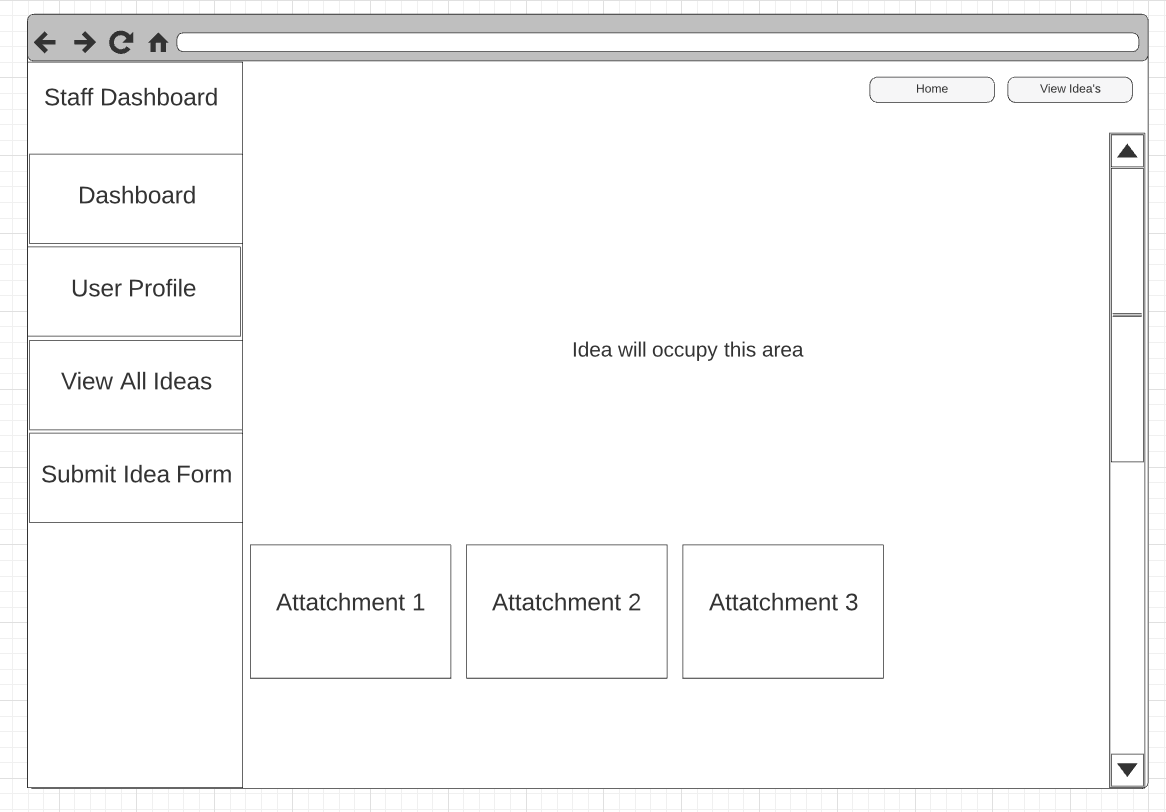 Staff Dashboard
Home
View Idea's
Dashboard
User Profile
View All Ideas
Submit Idea Form
Idea will occupy this area
Attatchment 1
Attatchment 2
Attatchment 3